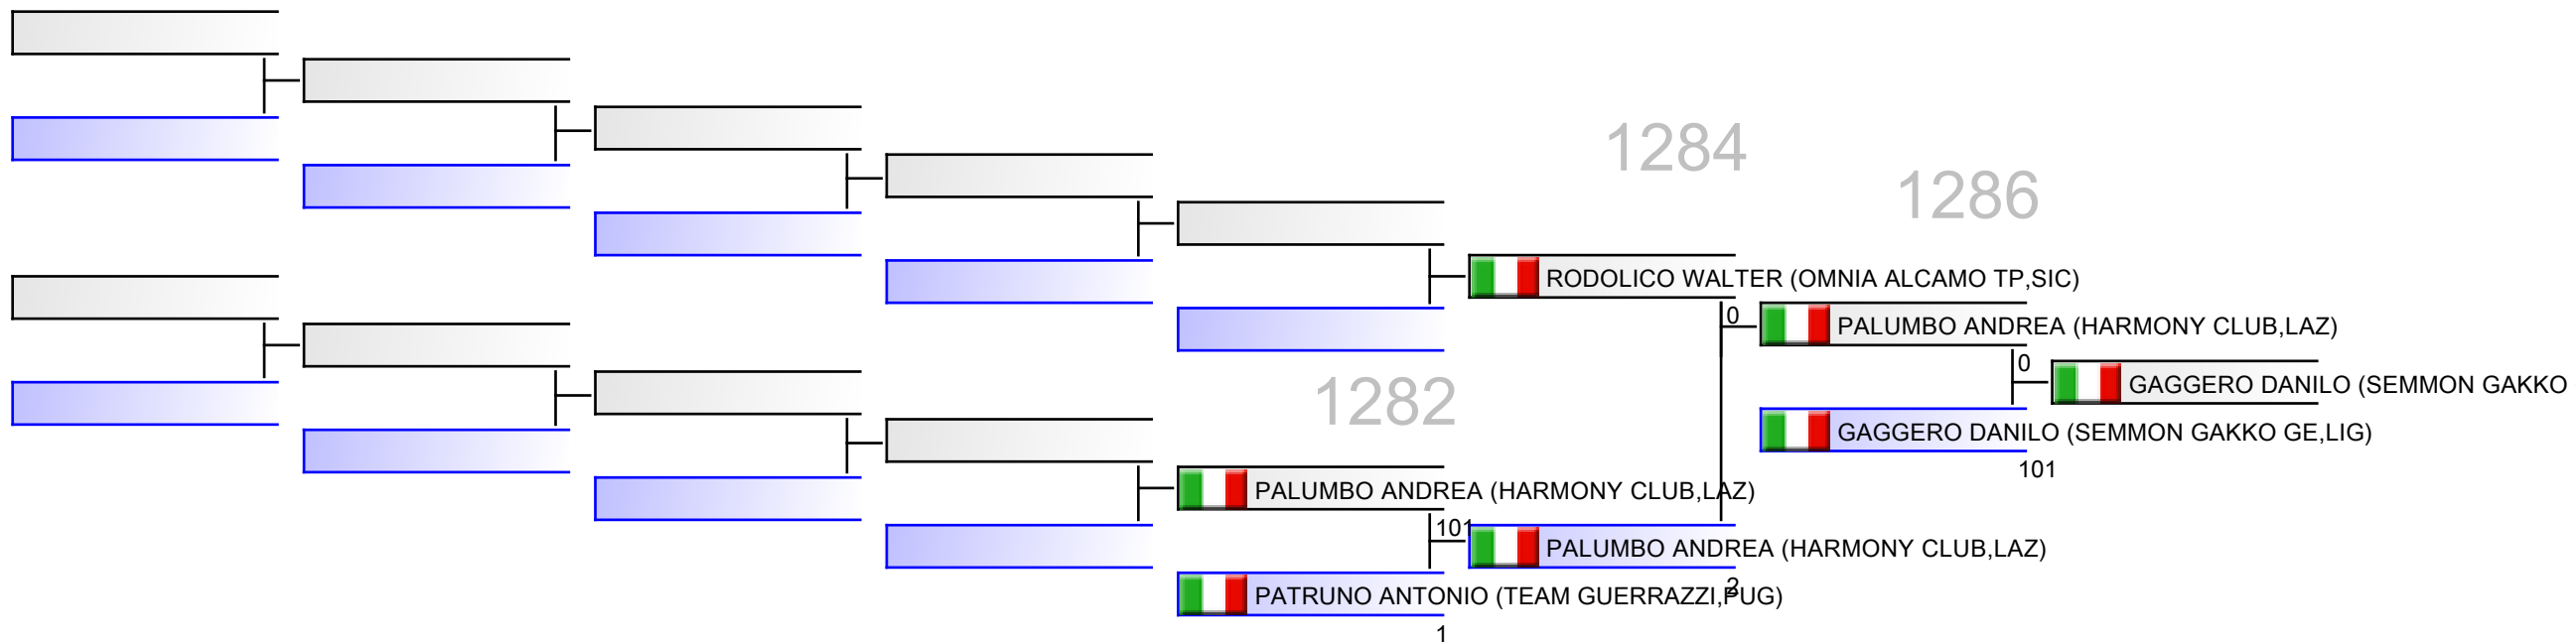 1284
1286
RODOLICO WALTER (OMNIA ALCAMO TP,SIC)
0
PALUMBO ANDREA (HARMONY CLUB,LAZ)
0
GAGGERO DANILO (SEMMON GAKKO
GAGGERO DANILO (SEMMON GAKKO GE,LIG)
101
1282
PALUMBO ANDREA (HARMONY CLUB,LAZ)
101
PALUMBO ANDREA (HARMONY CLUB,LAZ)
2
PATRUNO ANTONIO (TEAM GUERRAZZI,PUG)
1